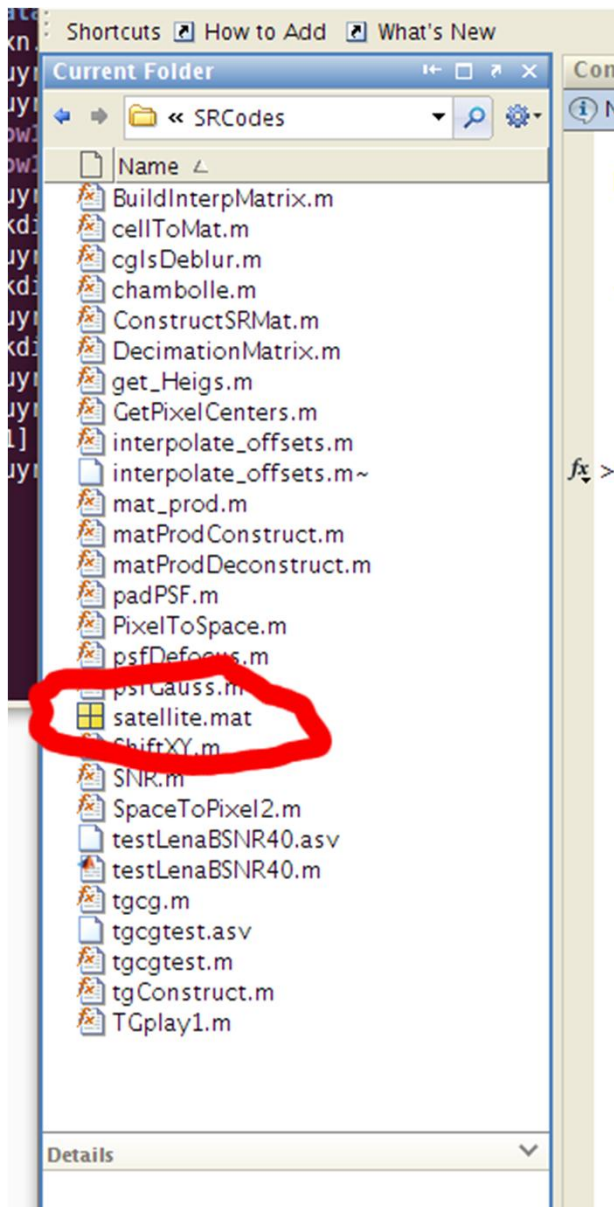 Shortcuts How to Add What's New
Current Folder
« SRCodes
Name
BuildInterpMatrix.m
cellToMat.m
cglsDeblur.m
chambolle.m
ConstructSRMat.m
DecimationMatrix.m
get_Heigs.m
GetPixelCenters.m
interpolate_offsets.m
interpolate_offsets.m~
mat_prod.m
matProdConstruct.m
matProdDeconstruct.m
padPSF.m
PixelToSpace.m
psfDefocus.m
psfGauss.m
satellite.mat
ShiftXY.m
SNR.m
SpaceToPixel2.m
testLenaBSNR40.asv
testLenaBSNR40.m
tgcg.m
tgcgtest.asv
tgcgtest.m
tgConstruct.m
TGplay1.m
Details
fx >